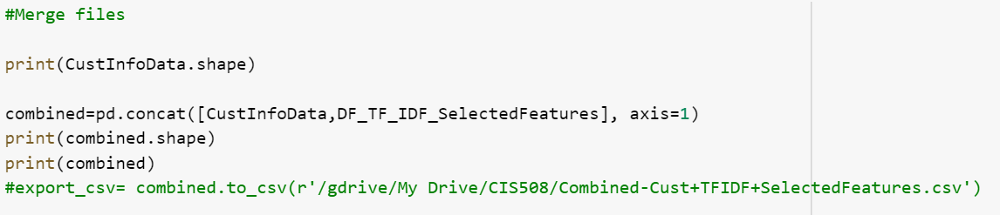 #Merge files
print(CustInfoData.shape)
combined=pd.concat([CustInfoData,DF_TF_IDF_SelectedFeatures], axis=1)
print(combined.shape)
print(combined)
#export_csv= combined.to_csv(r'/gdrive/My Drive/CIS508/Combined-Cust+TFIDF+SelectedFeatures.csv')